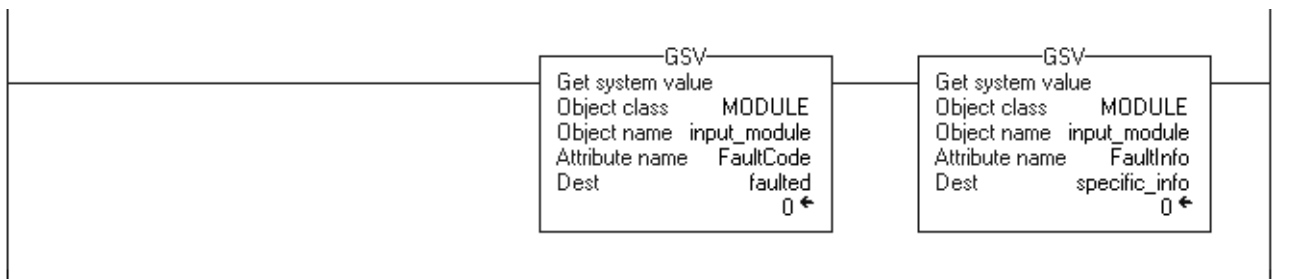 GSV
Get system value
Object class MODULE
Object name input_module
Attribute name FaultCode
Dest faulted
0
GSV
Get system value
Object class MODULE
Object name input_module
Attribute name FaultInfo
Dest specific_info
0